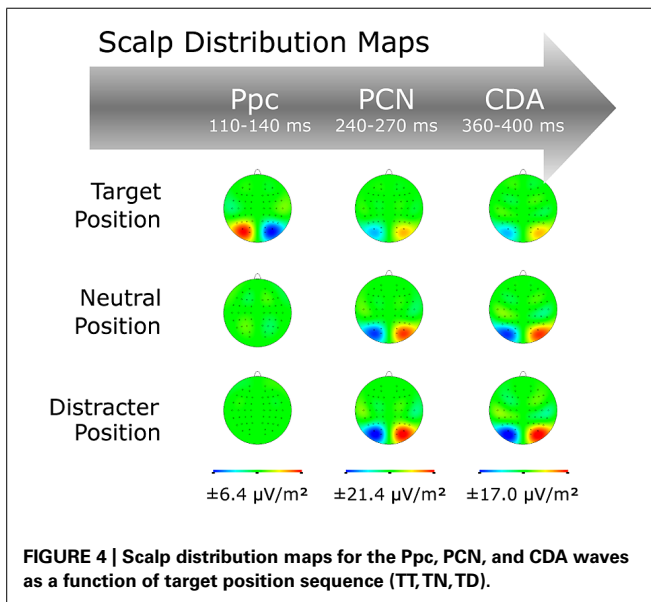 Scalp Distribution Maps
Ppc PCN CDA
110-140 ms 240-270 ms 360-400 ms
Target
Position
Neutral
Position
Distracter
Position
±6.4 µV/m² ±21.4 µV/m² ±17.0 µV/m²
FIGURE 4 | Scalp distribution maps for the Ppc, PCN, and CDA waves
as a function of target position sequence (TT, TN, TD).